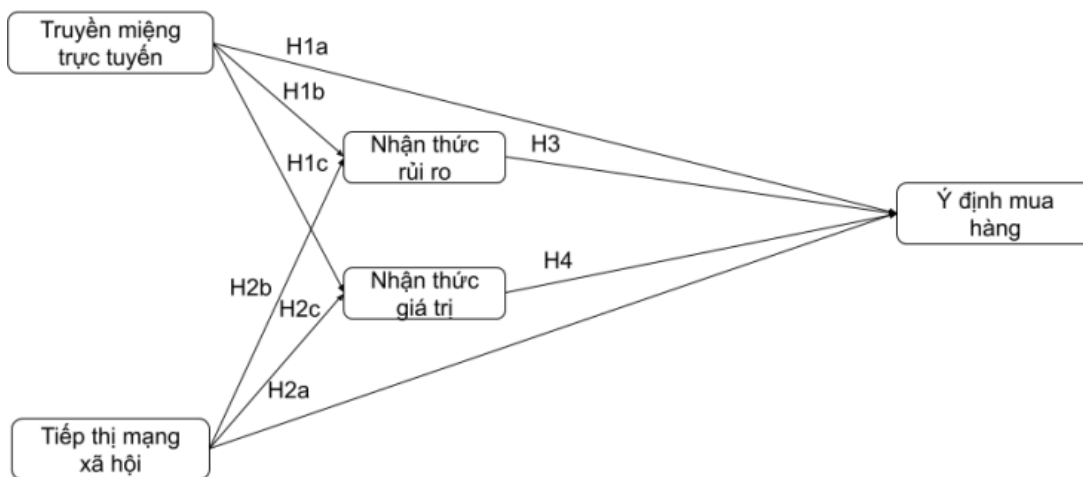 Truyền miệng
trực tuyến
H1a
H1b
H1c
Nhận thức
rủi ro
H3
Ý định mua
hàng
Nhận thức
giá trị
H4
H2b
H2c
H2a
Tiếp thị mạng
xã hội